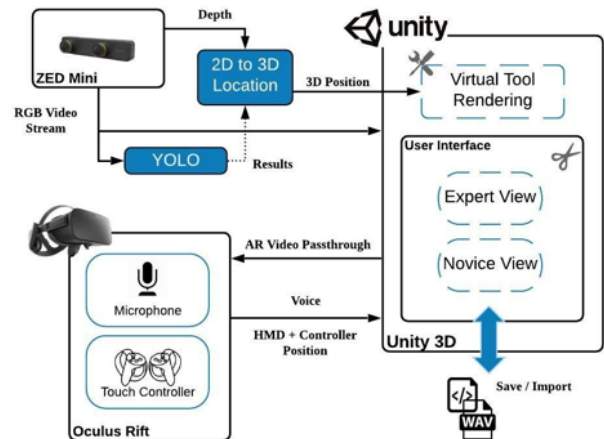 Depth
ZED Mini
2D to 3D
Location
3D Position
RGB Video
Stream
YOLO
Results
unity
Virtual Tool
Rendering
User Interface
Expert View
Novice View
Unity 3D
AR Video Passthrough
Voice
HMD + Controller
Position
Microphone
Touch Controller
Oculus Rift
Save / Import
</>
WAV